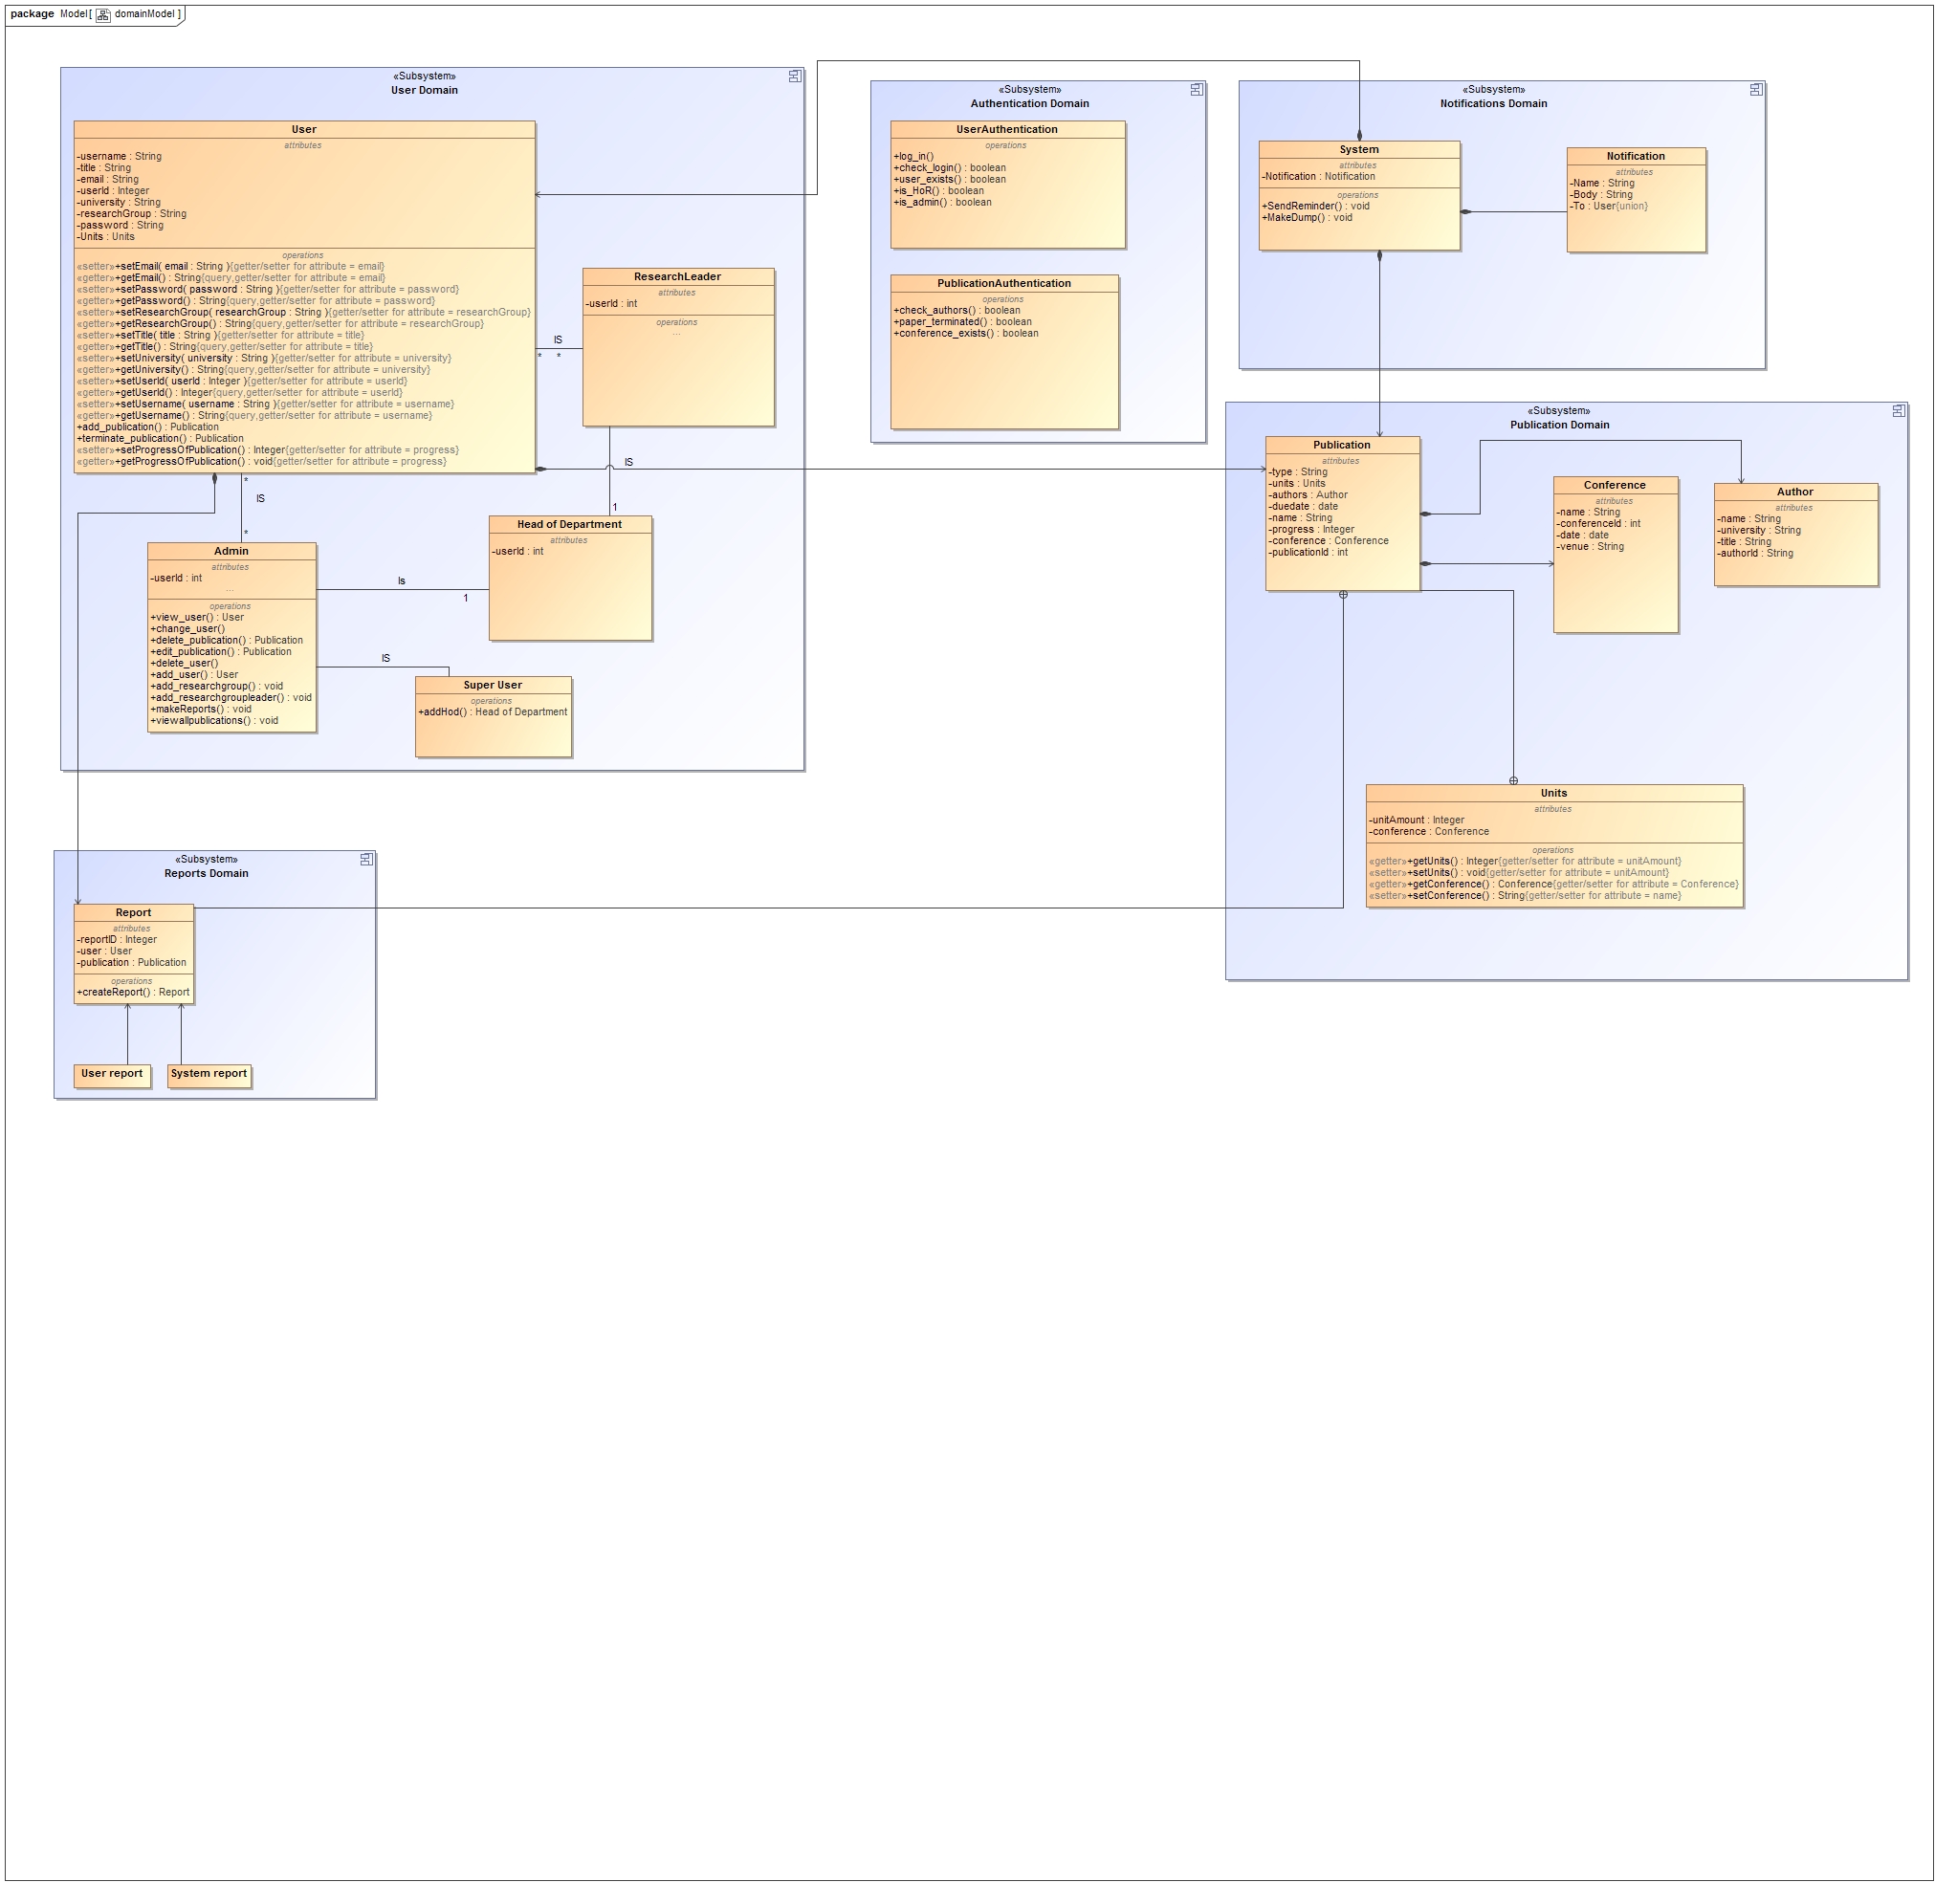 package Model [ domainModel ]
«Subsystem»
User Domain
User
attributes
-username : String
-title : String
-email : String
-userId : Integer
-university : String
-researchGroup : String
-password : String
-Units : Units
operations
«setter»+setEmail( email : String ){getter/setter for attribute = email}
«getter»+getEmail() : String{query,getter/setter for attribute = email}
«setter»+setPassword( password : String ){getter/setter for attribute = password}
«getter»+getPassword() : String{query,getter/setter for attribute = password}
«setter»+setResearchGroup( researchGroup : String ){getter/setter for attribute = researchGroup}
«getter»+getResearchGroup() : String{query,getter/setter for attribute = researchGroup}
«setter»+setTitle( title : String ){getter/setter for attribute = title}
«getter»+getTitle() : String{query,getter/setter for attribute = title}
«setter»+setUniversity( university : String ){getter/setter for attribute = university}
«getter»+getUniversity() : String{query,getter/setter for attribute = university}
«setter»+setUserId( userId : Integer ){getter/setter for attribute = userId}
«getter»+getUserId() : Integer{query,getter/setter for attribute = userId}
«setter»+setUsername( username : String ){getter/setter for attribute = username}
«getter»+getUsername() : String{query,getter/setter for attribute = username}
+add_publication() : Publication
+terminate_publication() : Publication
«setter»+setProgressOfPublication() : Integer{getter/setter for attribute = progress}
«getter»+getProgressOfPublication() : void{getter/setter for attribute = progress}
ResearchLeader
attributes
-userId : int
operations
...
IS
* *
IS
*
IS
*
1
Head of Department
attributes
-userId : int
Admin
attributes
-userId : int
...
operations
+view_user() : User
+change_user()
+delete_publication() : Publication
+edit_publication() : Publication
+delete_user()
+add_user() : User
+add_researchgroup() : void
+add_researchgroupleader() : void
+makeReports() : void
+viewallpublications() : void
Is
1
IS
Super User
operations
+addHod() : Head of Department
«Subsystem»
Authentication Domain
UserAuthentication
operations
+log_in()
+check_login() : boolean
+user_exists() : boolean
+is_HoR() : boolean
+is_admin() : boolean
PublicationAuthentication
operations
+check_authors() : boolean
+paper_terminated() : boolean
+conference_exists() : boolean
«Subsystem»
Notifications Domain
System
attributes
-Notification : Notification
operations
+SendReminder() : void
+MakeDump() : void
Notification
attributes
-Name : String
-Body : String
-To : User{union}
«Subsystem»
Publication Domain
Publication
attributes
-type : String
-units : Units
-authors : Author
-duedate : date
-name : String
-progress : Integer
-conference : Conference
-publicationId : int
Conference
attributes
-name : String
-conferenceId : int
-date : date
-venue : String
Author
attributes
-name : String
-university : String
-title : String
-authorId : String
Units
attributes
-unitAmount : Integer
-conference : Conference
operations
«getter»+getUnits() : Integer{getter/setter for attribute = unitAmount}
«setter»+setUnits() : void{getter/setter for attribute = unitAmount}
«getter»+getConference() : Conference{getter/setter for attribute = Conference}
«setter»+setConference() : String{getter/setter for attribute = name}
«Subsystem»
Reports Domain
Report
attributes
-reportID : Integer
-user : User
-publication : Publication
operations
+createReport() : Report
User report
System report